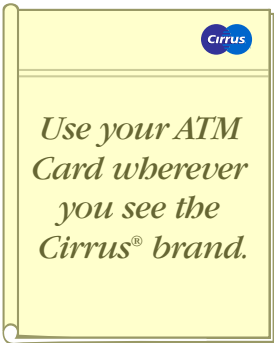 Cirrus
Use your ATM
Card wherever
you see the
Cirrus® brand.